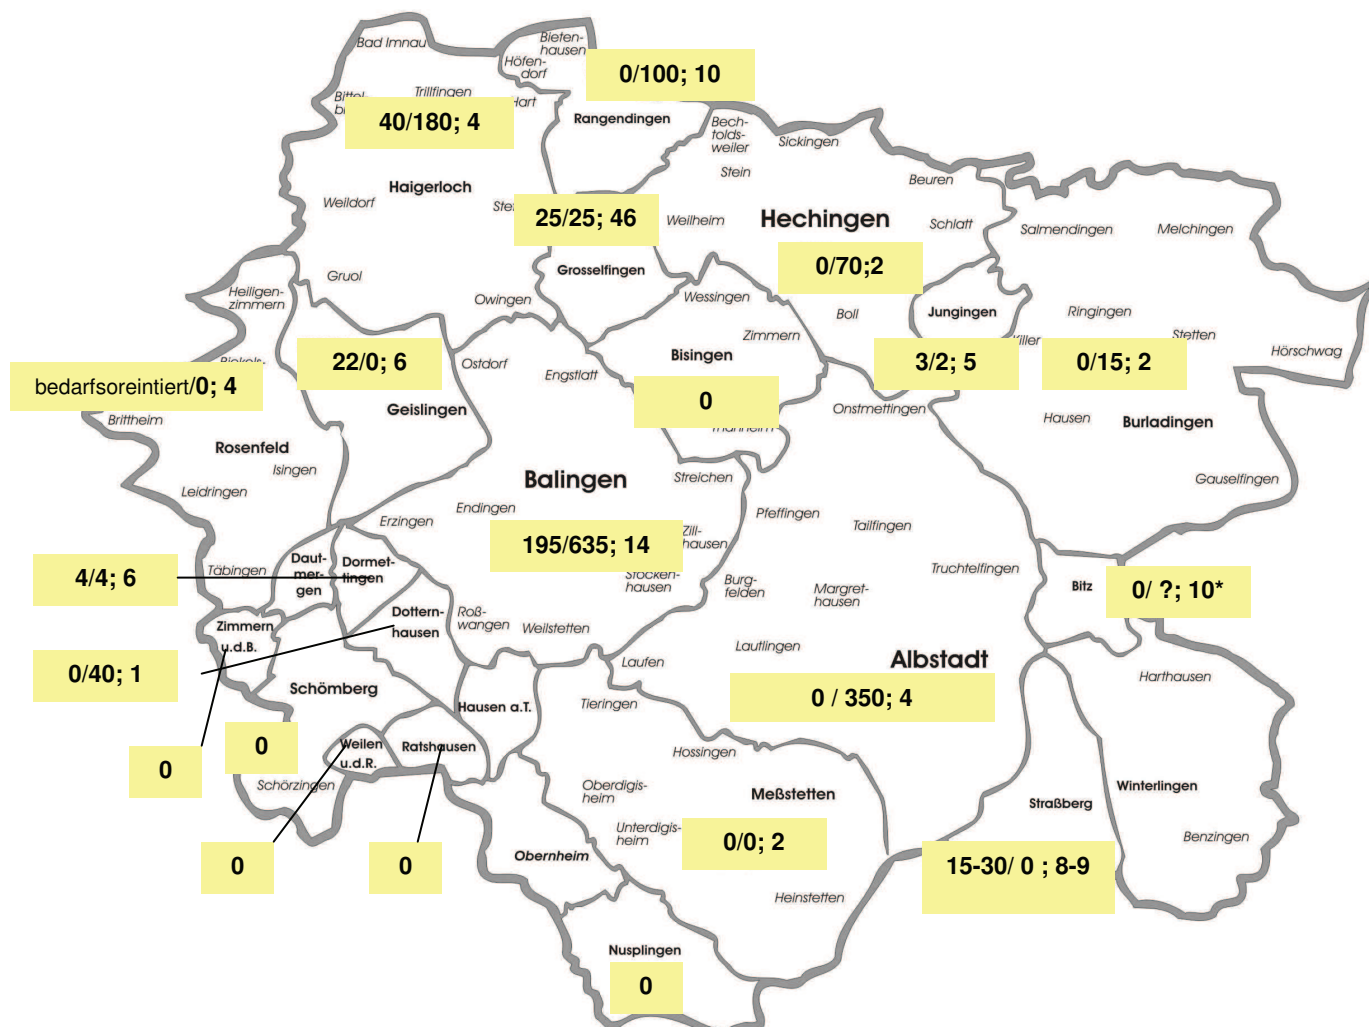 Bad Imnau
Biefen-
hausen
Höfen-
dorf
0/100; 10
Trillfingen
Hart
40/180; 4
Rangendingen
Bech-
toldsweiler
Sickingen
Stein
Haigerloch
Beuren
Weildorf
25/25; 46
Weilheim
Hechingen
Schlatt
Salmendingen
Melchingen
Gruol
Grosselfingen
0/70;2
Heiligen-
zimmern
Owingen
Wessingen
Boll
Jungingen
Ringingen
Zimmern
Stetten
Killer
Hörschwag
22/0; 6
Ostdorf
Engstlatt
Bisingen
3/2; 5
0/15; 2
bedarfsoreintiert/0; 4
Geislingen
0
Onstmettingen
Brittheim
Hausen
Burladingen
Rosenfeld
Isingen
Leidringen
Balingen
Streichen
Gauselfingen
Erzingen
Endingen
Pfeffingen
Tailfingen
195/635; 14
Zill-
hausen
4/4; 6
Täbingen
Daut-
mer-
gen
Dormet-
tingen
Stocken-
hausen
Burg-
felden
Margret-
hausen
Truchtelfingen
Bitz
0/ ?; 10*
Dottern-
hausen
Roß-
wangen
Weilstetten
Zimmern
u.d.B.
Lautlingen
Laufen
Albstadt
0/40; 1
Schömberg
Hausen a.T.
Tieringen
0 / 350; 4
Harthausen
0
0
Weilen
u.d.R.
Ratshausen
Hossingen
Schörzingen
Oberdigis-
heim
Meßstetten
Straßberg
Winterlingen
Unterdigis-
heim
0/0; 2
Benzingen
0
0
Obernheim
15-30/ 0 ; 8-9
Heinstetten
Nusplingen
0